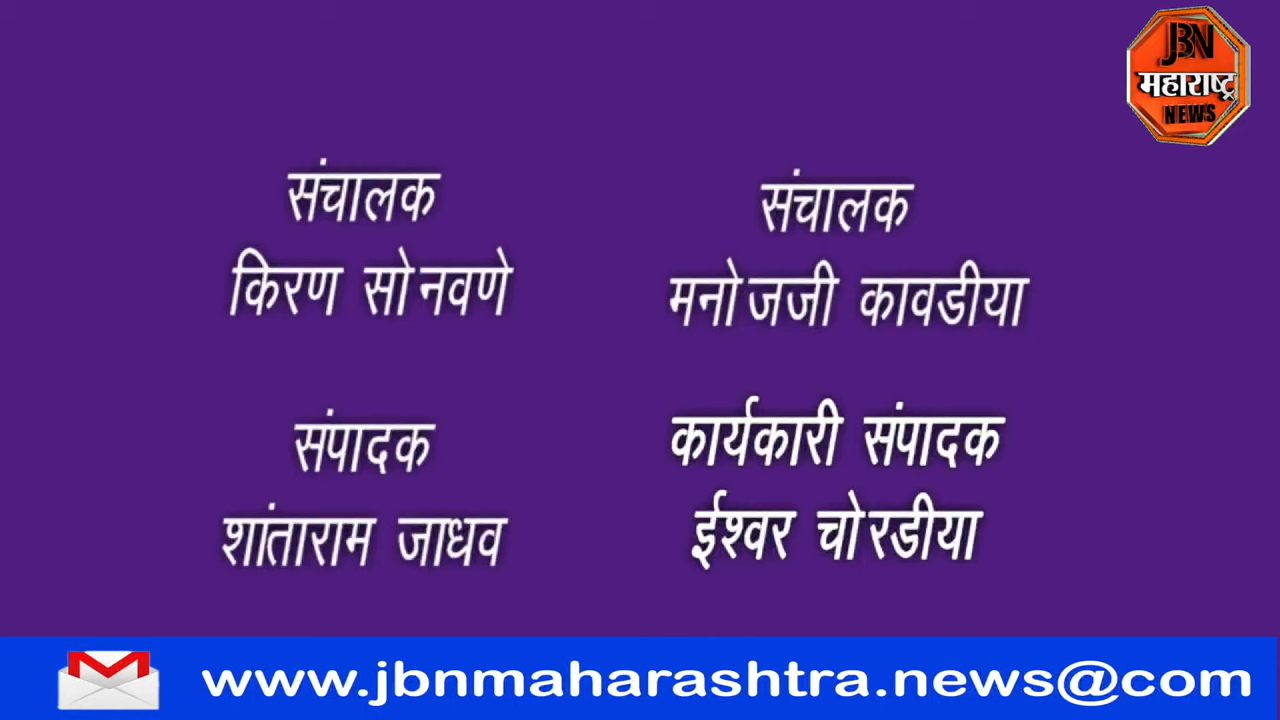 JBN
महाराष्ट्र
NEWS
संचालक
किरण सोनवणे
संचालक
मनोजजी कावडीया
संपादक
शांताराम जाधव
कार्यकारी संपादक
ईश्वर चोरडीया
www.jbnmaharashtra.news@com